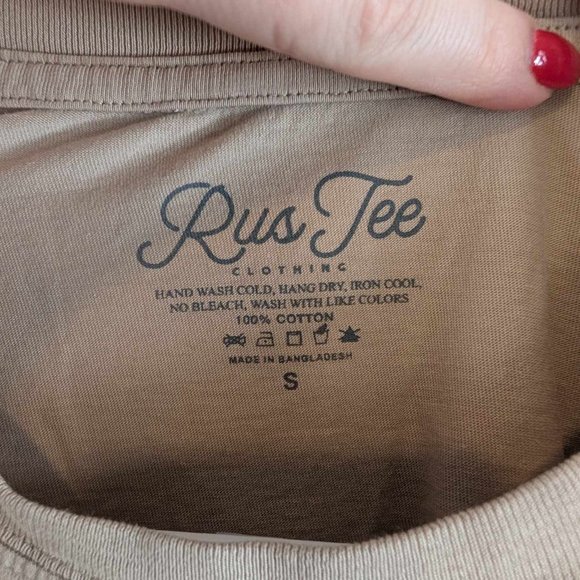 Rus Tee
CLOTHING
HAND WASH COLD, HANG DRY, IRON COOL,
NO BLEACH, WASH WITH LIKE COLORS
100% COTTON
MADE IN BANGLADESH
S